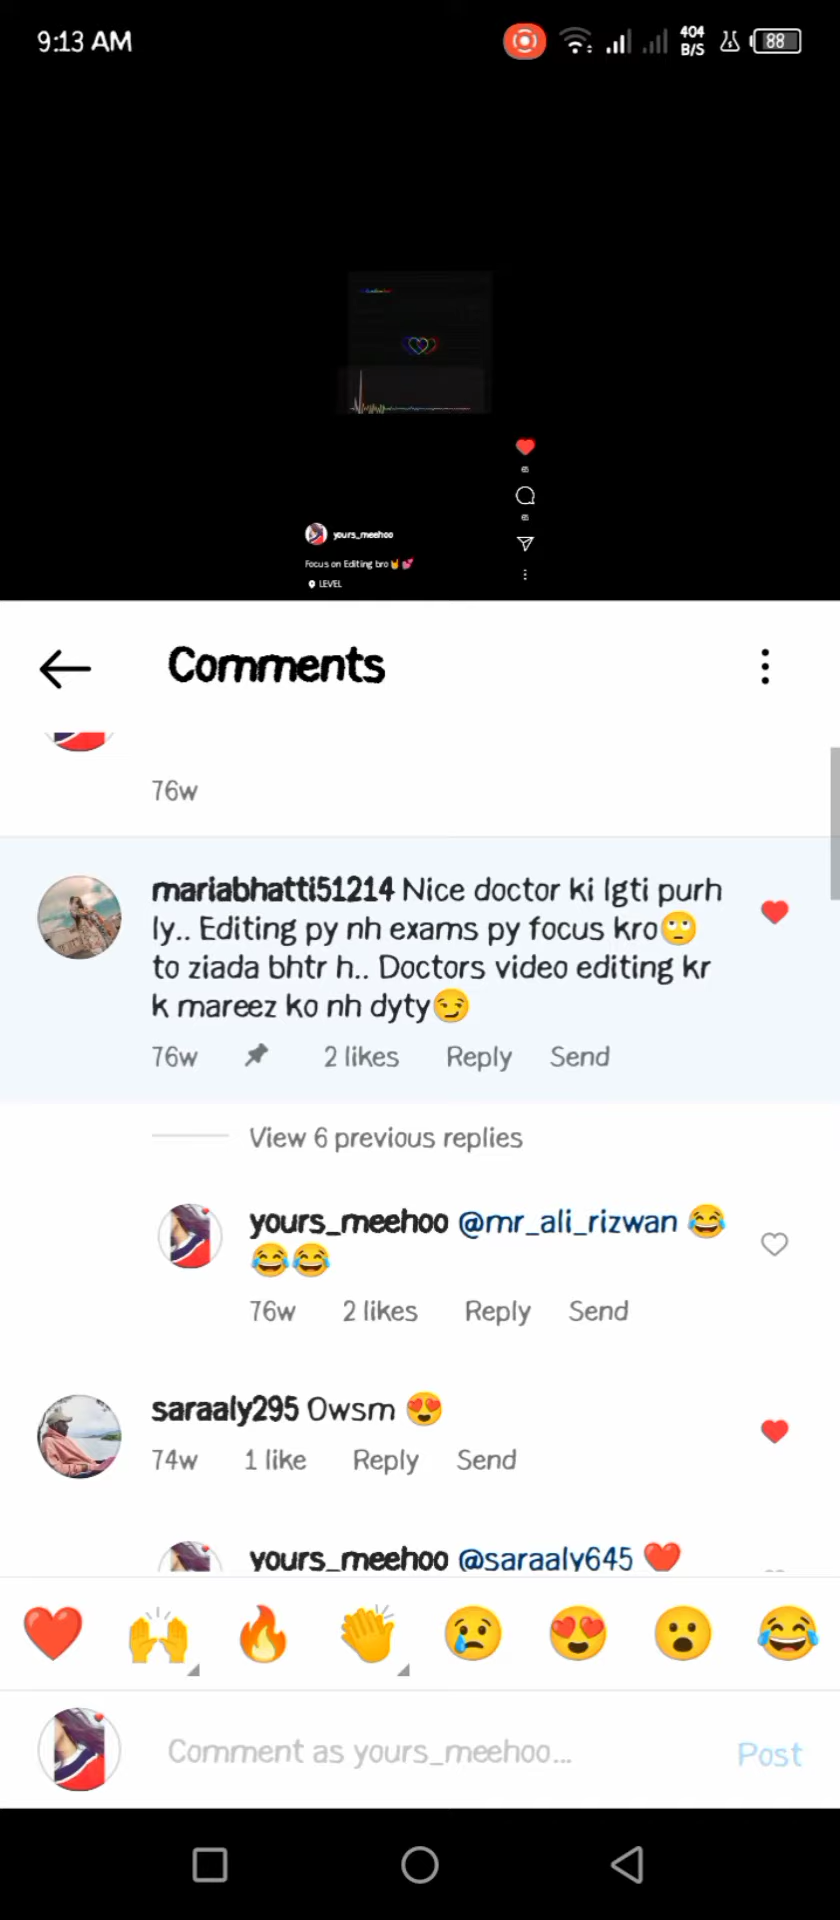 9:13 AM
404
B/S
88
yours_meehoo
Focus on Editing bro🤘💕
LEVEL
Comments
76w
mariabhatti51214 Nice doctor ki lgti purh
ly.. Editing py nh exams py focus kro🙄
to ziada bhtr h.. Doctors video editing kr
k mareez ko nh dyty😏
76w 2 likes Reply Send
View 6 previous replies
yours_meehoo @mr_ali_rizwan 😂
😂😂
76w 2 likes Reply Send
saraaly295 Owsm 😍
74w 1 like Reply Send
yours_meehoo @saraaly645 ❤️
❤️🙌🔥👏😢😍😮😂
Comment as yours_meehoo...
Post